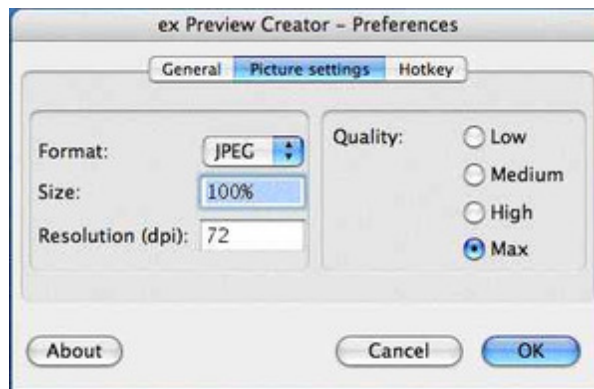 ex Preview Creator – Preferences
General Picture settings Hotkey
Format: JPEG
Size: 100%
Resolution (dpi): 72
Quality: Low
Medium
High
Max
About Cancel OK